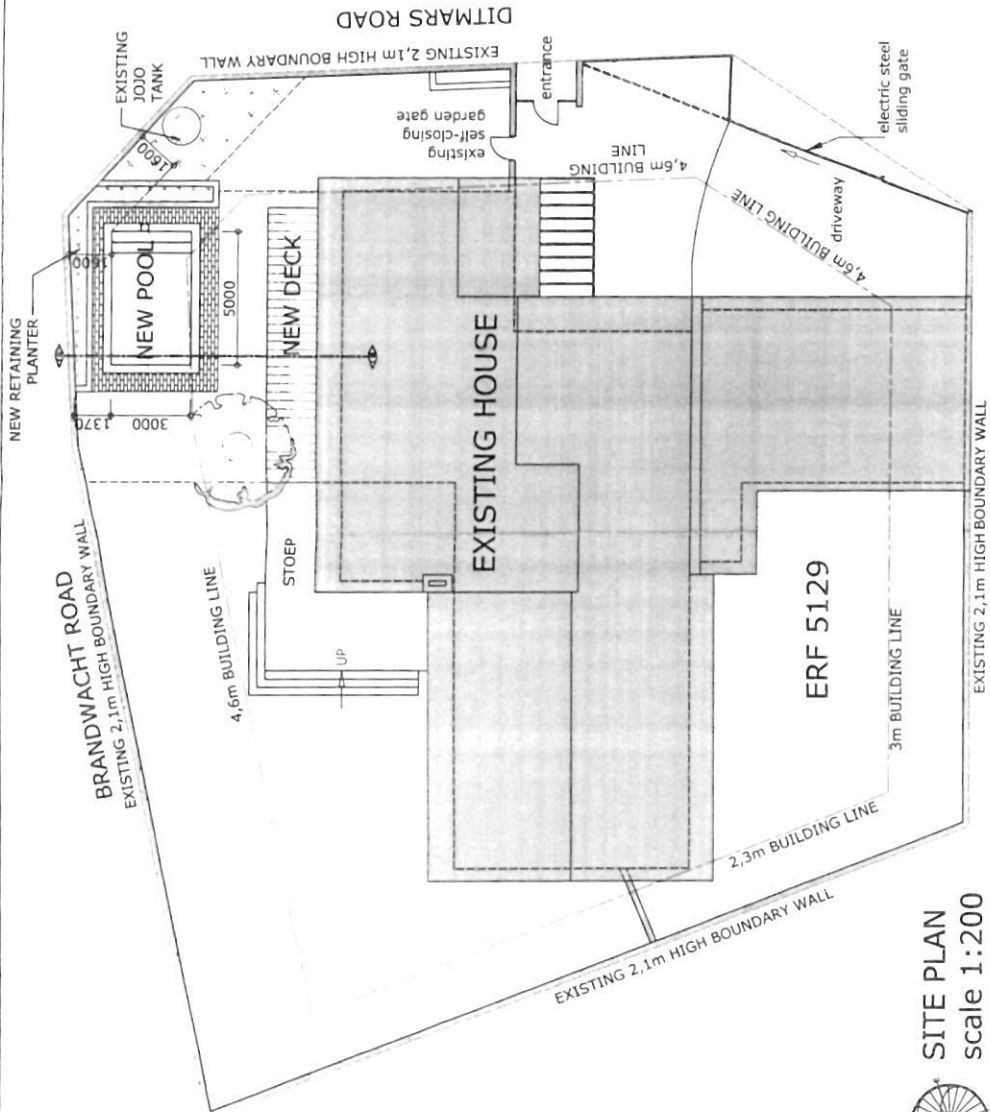 DITMARS ROAD
EXISTING 2,1m HIGH BOUNDARY WALL
EXISTING
JOJO
TANK
1600
entrance
existing
self-closing
garden gate
4,6m BUILDING
LINE
electric steel
sliding gate
driveway
4,6m BUILDING LINE
NEW RETAINING
PLANTER
1600
NEW POOL
5000
NEW DECK
1370
3000
EXISTING HOUSE
BRANDWACHT ROAD
EXISTING 2,1m HIGH BOUNDARY WALL
4,6m BUILDING LINE
STOEP
UP
ERF 5129
3m BUILDING LINE
EXISTING 2,1m HIGH BOUNDARY WALL
2,3m BUILDING LINE
EXISTING 2,1m HIGH BOUNDARY WALL
SITE PLAN
scale 1:200